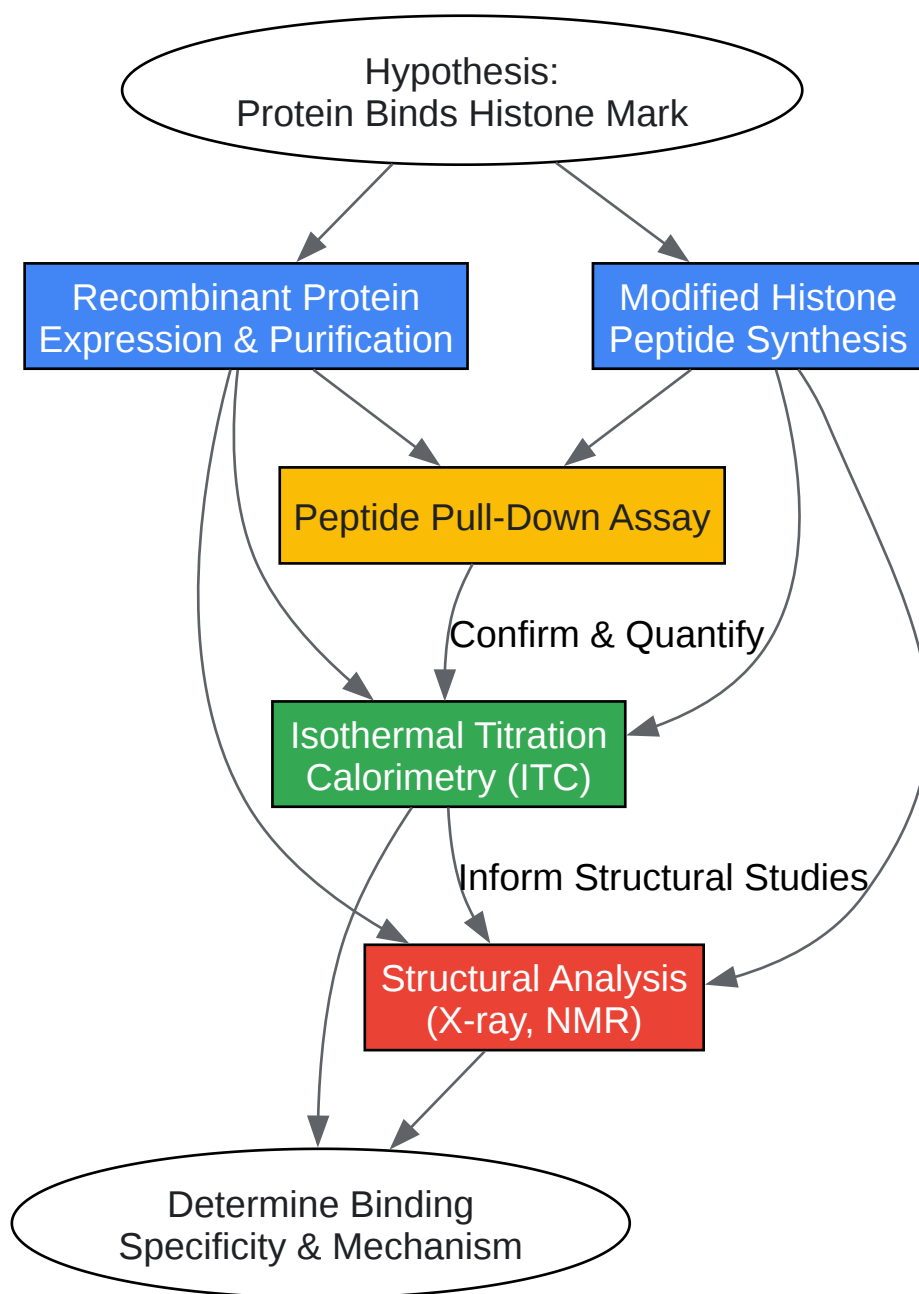 Hypothesis:
Protein Binds Histone Mark
Recombinant Protein
Expression & Purification
Modified Histone
Peptide Synthesis
Peptide Pull-Down Assay
Confirm & Quantify
Isothermal Titration
Calorimetry (ITC)
Inform Structural Studies
Structural Analysis
(X-ray, NMR)
Determine Binding
Specificity & Mechanism